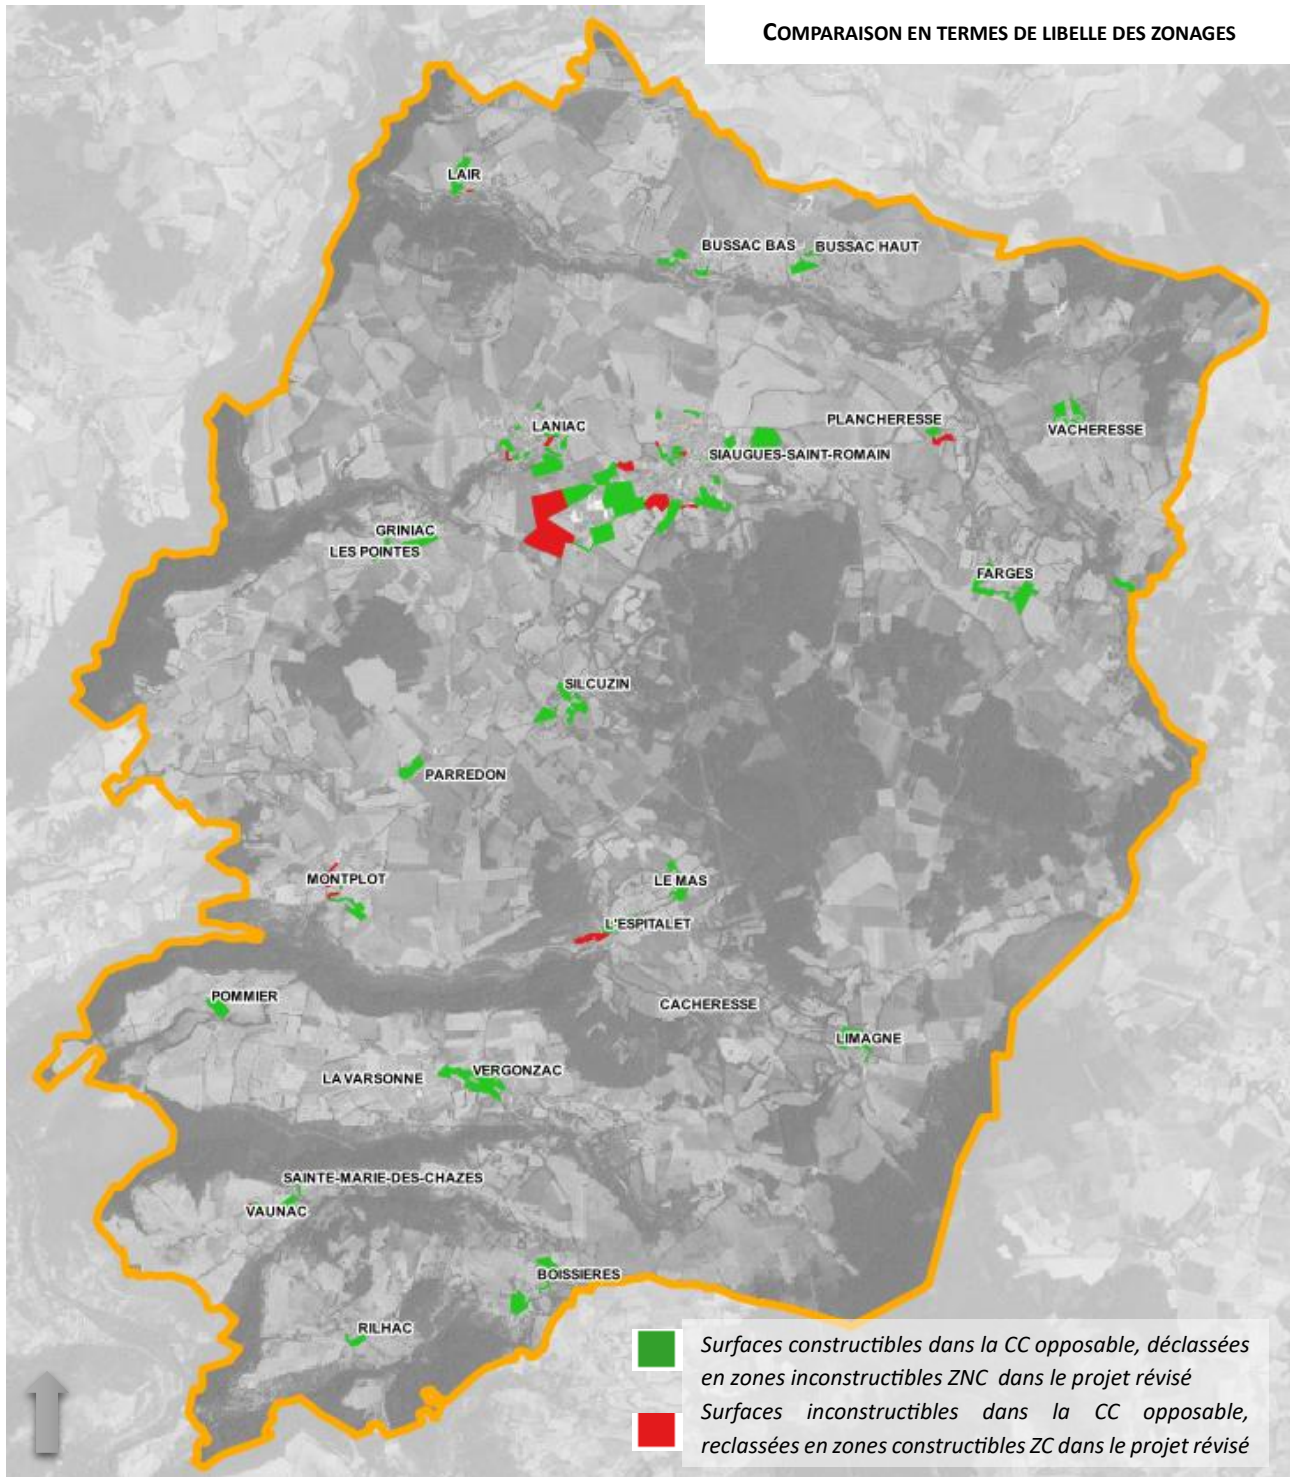 COMPARAISON EN TERMES DE LIBELLE DES ZONAGES
LAIR
BUSSAC BAS
BUSSAC HAUT
LANIAC
PLANCHERESSE
VACHERESSE
SIAUGUES-SAINT-ROMAIN
GRINIAC
LES POINTES
FARGES
SILCUZIN
PARREDON
MONTPLOT
LE MAS
L'ESPITALET
POMMIER
CACHERESSE
LIMAGNE
LAVARSONNE
VERGONZAC
SAINTE-MARIE-DES-CHAZES
VAUNAC
BOISSIERES
RILHAC
Surfaces constructibles dans la CC opposable, déclassées
en zones inconstructibles ZNC dans le projet révisé
Surfaces inconstructibles dans la CC opposable,
reclassées en zones constructibles ZC dans le projet révisé